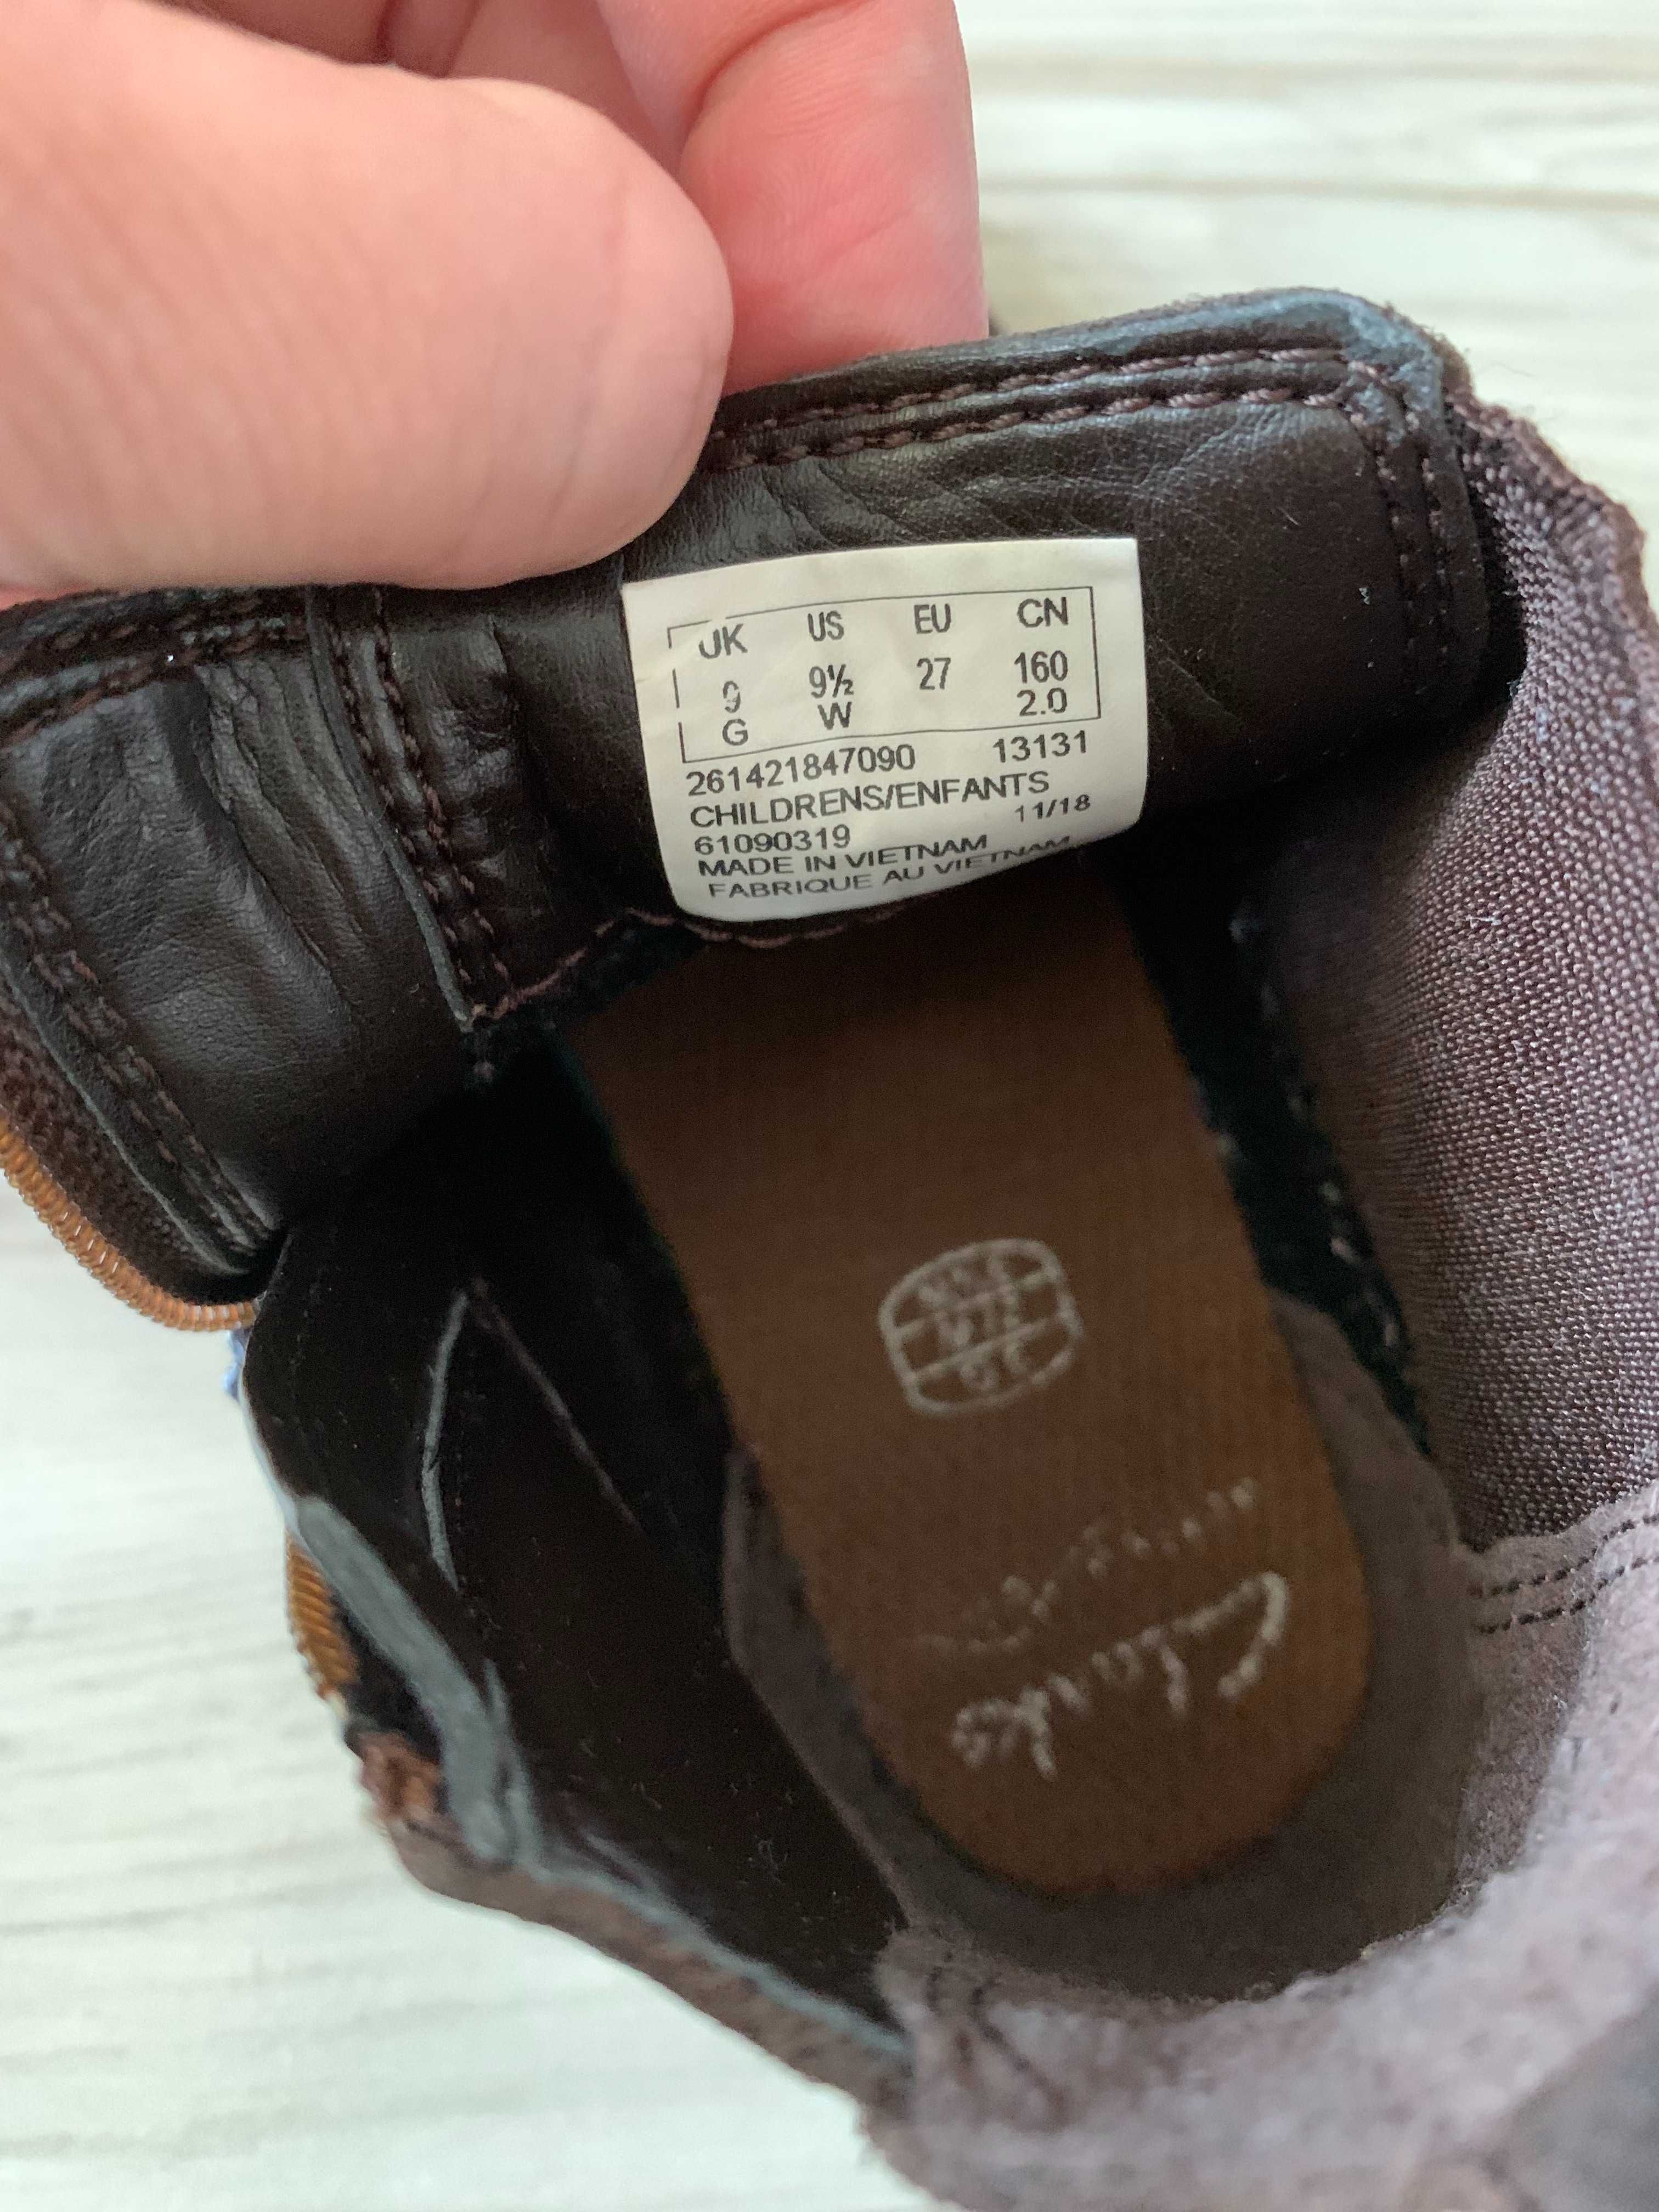 UK US EU CN
9 9½ 27 160
G W 2.0
261421847090 13131
CHILDRENS/ENFANTS
61090319 11/18
MADE IN VIETNAM
FABRIQUE AU VIETNAM
Clarks